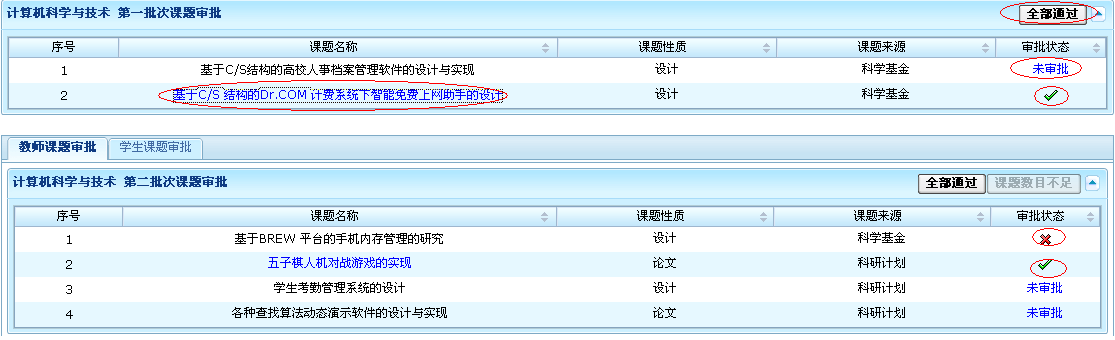 计算机科学与技术 第一批次课题审批 全部通过
序号 课题名称 课题性质 课题来源 审批状态
1 基于C/S结构的高校人事档案管理软件的设计与实现 设计 科学基金 未审批
2 基于C/S 结构的Dr.COM 计费系统下智能免费上网助手的设计 设计 科学基金
教师课题审批 学生课题审批
计算机科学与技术 第二批次课题审批 全部通过 课题数目不足
序号 课题名称 课题性质 课题来源 审批状态
1 基于BREW 平台的手机内存管理的研究 设计 科学基金
2 五子棋人机对战游戏的实现 论文 科研计划
3 学生考勤管理系统的设计 设计 科研计划 未审批
4 各种查找算法动态演示软件的设计与实现 论文 科研计划 未审批